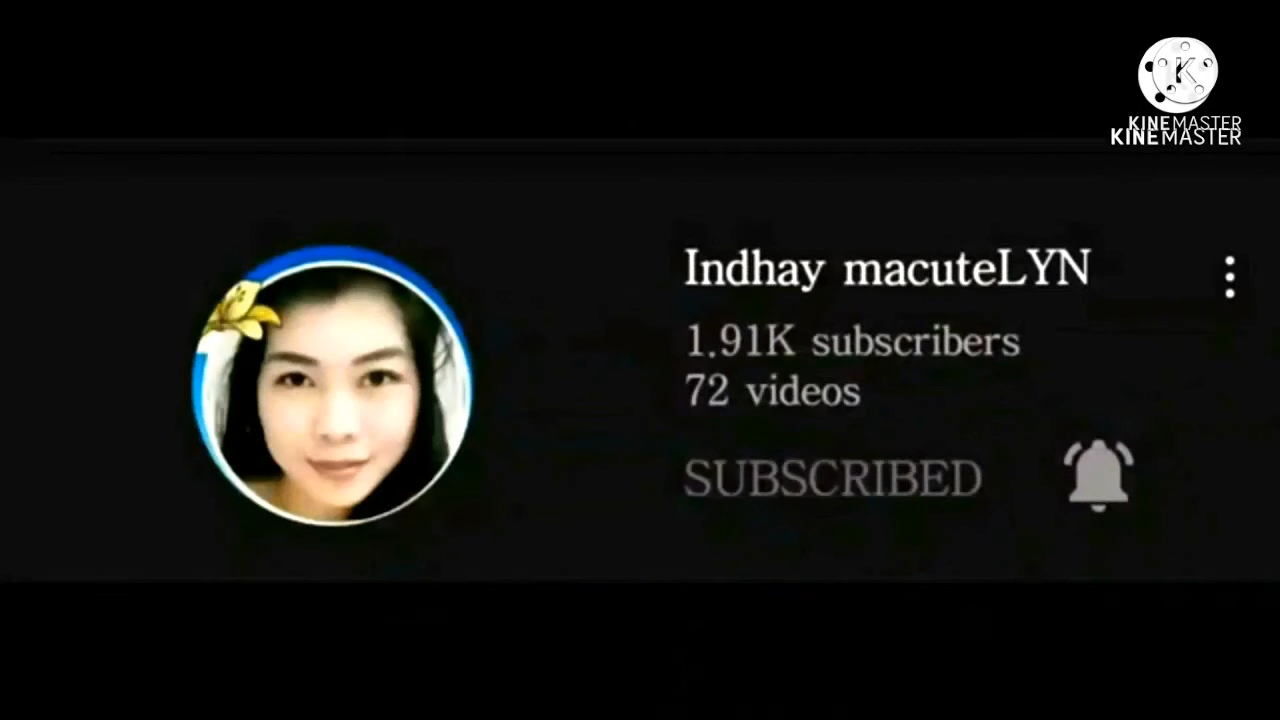 KINEMASTER
KINEMASTER
Indhay macuteLYN
1.91K subscribers
72 videos
SUBSCRIBED